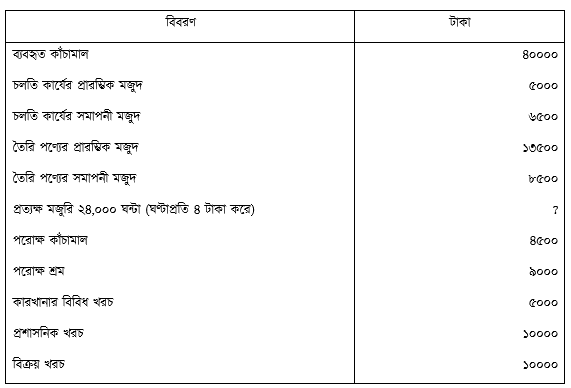 বিবরণ টাকা
ব্যবহৃত কাঁচামাল ৪০০০০
চলতি কার্যের প্রারম্ভিক মজুদ ৫০০০
চলতি কার্যের সমাপনী মজুদ ৬৫০০
তৈরি পণ্যের প্রারম্ভিক মজুদ ১৩৫০০
তৈরি পণ্যের সমাপনী মজুদ ৮৫০০
প্রত্যক্ষ মজুরি ২৪,০০০ ঘন্টা (ঘণ্টাপ্রতি ৪ টাকা করে) ?
পরোক্ষ কাঁচামাল ৪৫০০
পরোক্ষ শ্রম ৯০০০
কারখানার বিবিধ খরচ ৫০০০
প্রশাসনিক খরচ ১০০০০
বিক্রয় খরচ ১০০০০